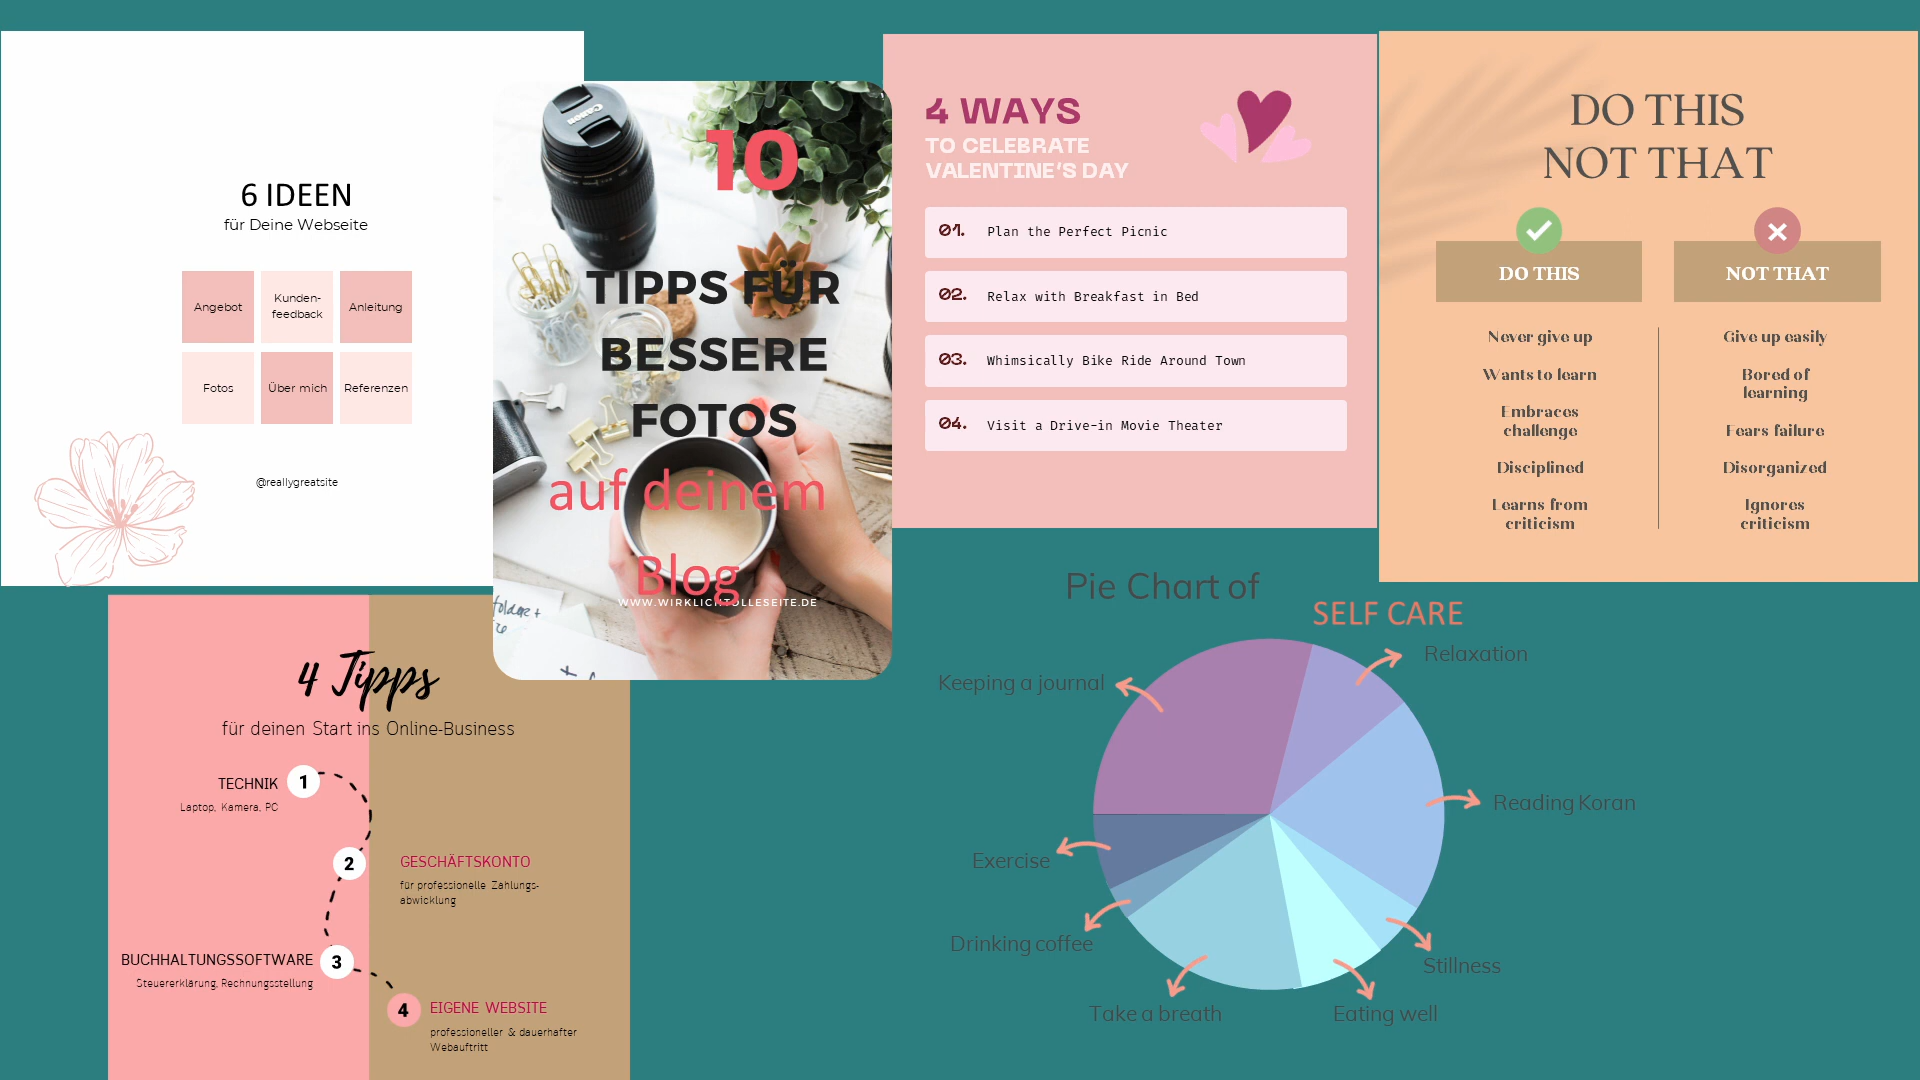 6 IDEEN
für Deine Webseite
Angebot
Kunden-
feedback
Anleitung
Fotos
Über mich
Referenzen
@reallygreatsite
Canon
10
TIPPS FÜR
BESSERE
FOTOS
auf deinem
Blog
WWW.WIRKLICHTOLLESEITE.DE
4 WAYS
TO CELEBRATE
VALENTINE'S DAY
01. Plan the Perfect Picnic
02. Relax with Breakfast in Bed
03. Whimsically Bike Ride Around Town
04. Visit a Drive-in Movie Theater
DO THIS
NOT THAT
DO THIS
Never give up
Wants to learn
Embraces
challenge
Disciplined
Learns from
criticism
NOT THAT
Give up easily
Bored of
learning
Fears failure
Disorganized
Ignores
criticism
4 Tipps
für deinen Start ins Online-Business
TECHNIK 1
Laptop, Kamera, PC
2 GESCHÄFTSKONTO
für professionelle Zahlungs-
abwicklung
BUCHHALTUNGSSOFTWARE 3
Steuererklärung, Rechnungsstellung
4 EIGENE WEBSITE
professioneller & dauerhafter
Webauftritt
Pie Chart of
SELF CARE
Relaxation
Keeping a journal
Reading Koran
Exercise
Drinking coffee
Stillness
Take a breath
Eating well